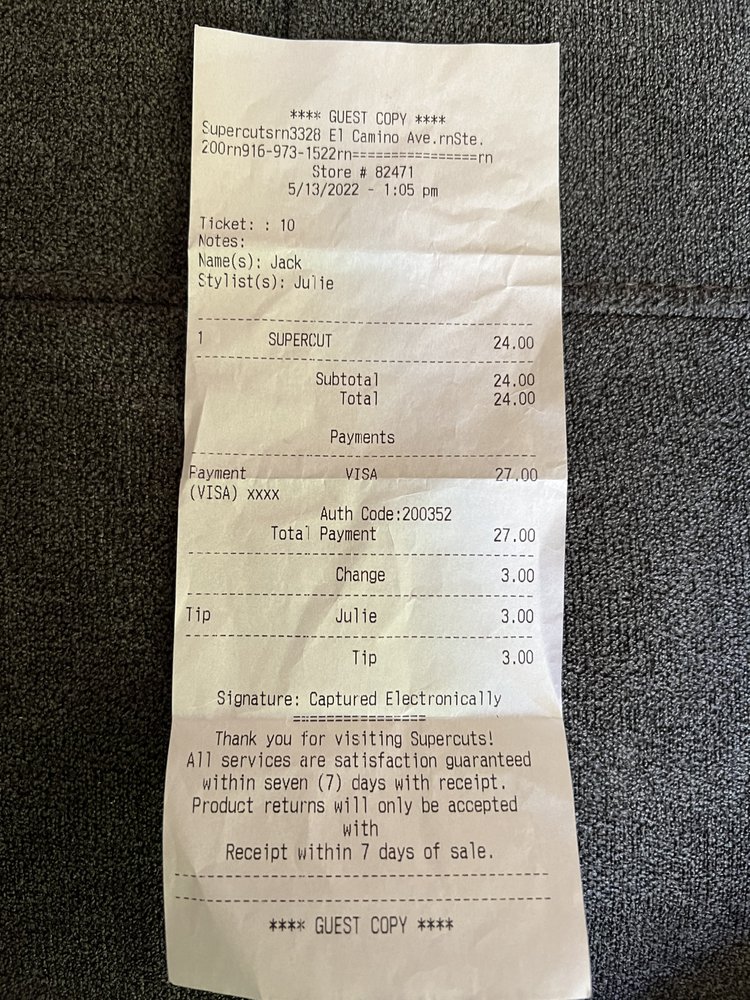 **** GUEST COPY ****
Supercutsrn3328 El Camino Ave.rnSte.
200rn916-973-1522rn================rn
Store # 82471
5/13/2022 - 1:05 pm
Ticket: : 10
Notes:
Name(s): Jack
Stylist(s): Julie
1 SUPERCUT 24.00
Subtotal 24.00
Total 24.00
Payments
Payment VISA 27.00
(VISA) xxxx
Auth Code:200352
Total Payment 27.00
Change 3.00
Tip Julie 3.00
Tip 3.00
Signature: Captured Electronically
================
Thank you for visiting Supercuts!
All services are satisfaction guaranteed
within seven (7) days with receipt.
Product returns will only be accepted
with
Receipt within 7 days of sale.
**** GUEST COPY ****